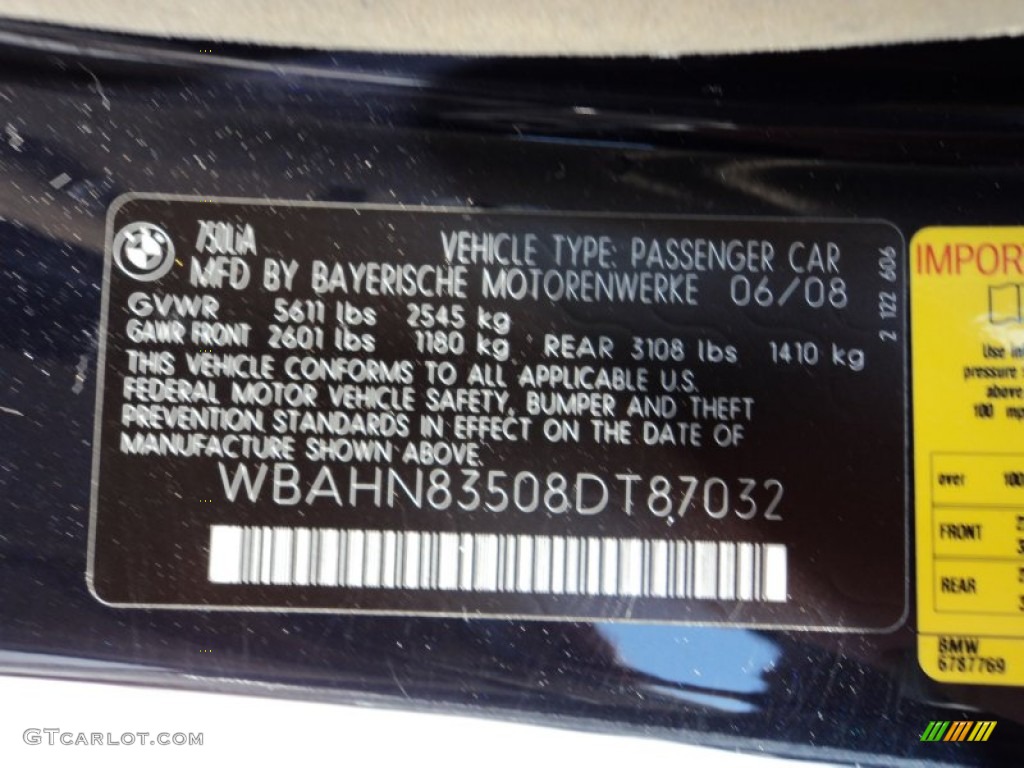 750LiA
VEHICLE TYPE: PASSENGER CAR
MFD BY BAYERISCHE MOTORENWERKE 06/08
GVWR 5611 lbs 2545 kg
GAWR FRONT 2601 lbs 1180 kg REAR 3108 lbs 1410 kg
THIS VEHICLE CONFORMS TO ALL APPLICABLE U.S.
FEDERAL MOTOR VEHICLE SAFETY, BUMPER AND THEFT
PREVENTION STANDARDS IN EFFECT ON THE DATE OF
MANUFACTURE SHOWN ABOVE.
WBAHN83508DT87032
2 122 606
IMPOR
Use in
pressure
above
100 mp
over 100
FRONT
REAR
BMW
6787769
GTCARLOT.COM